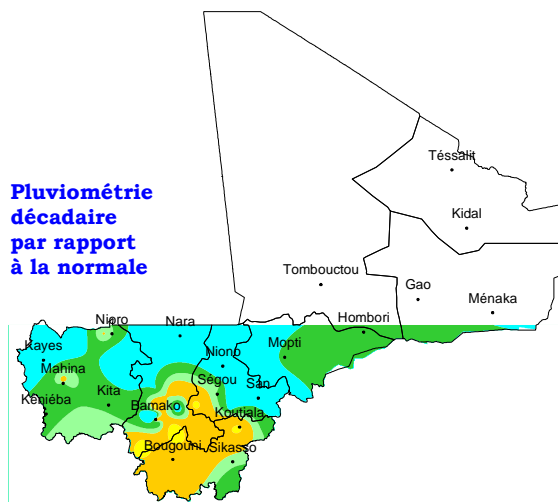 Pluviométrie
décadaire
par rapport
à la normale
Téssalit
Kidal
Tombouctou
Gao
Ménaka
Hombori
Nioro
Nara
Kayes
Niono
Mopti
Mahina
Ségou
San
Kéniéba
Kita
Bamako
Koutiala
Bougouni
Sikasso